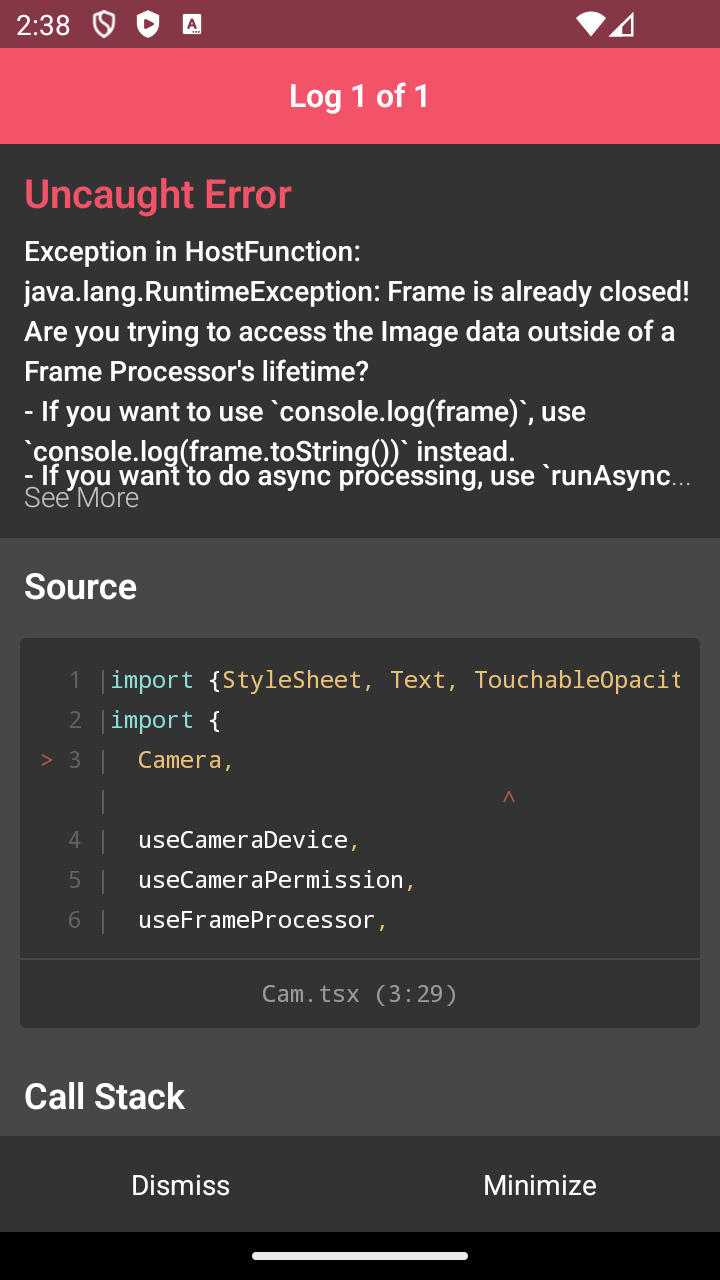 2:38
A
Log 1 of 1
Uncaught Error
Exception in HostFunction:
java.lang.RuntimeException: Frame is already closed!
Are you trying to access the Image data outside of a
Frame Processor's lifetime?
- If you want to use `console.log(frame)`, use
`console.log(frame.toString())` instead.
- If you want to do async processing, use `runAsync...
See More
Source
1 |import {StyleSheet, Text, TouchableOpacit
2 |import {
> 3 | Camera,
| ^
4 | useCameraDevice,
5 | useCameraPermission,
6 | useFrameProcessor,
Cam.tsx (3:29)
Call Stack
Dismiss
Minimize